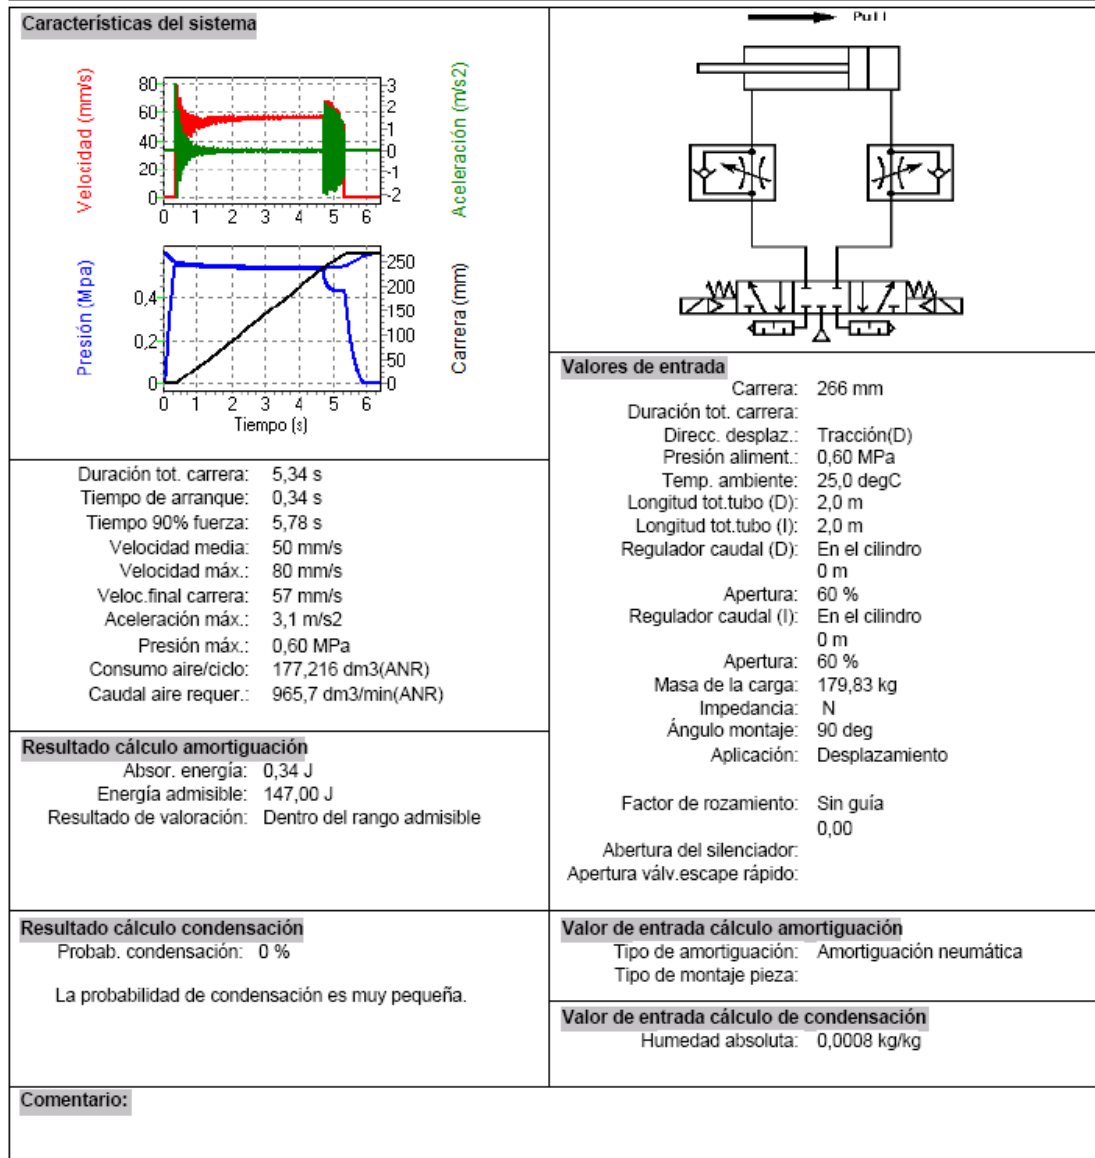 Características del sistema
Velocidad (mm/s)
80
60
40
20
0
3
2
1
0
-1
-2
Aceleración (m/s2)
0 1 2 3 4 5 6
Presión (Mpa)
0,4
0,2
0
250
200
150
100
50
0
Carrera (mm)
0 1 2 3 4 5 6
Tiempo (s)
Duración tot. carrera: 5,34 s
Tiempo de arranque: 0,34 s
Tiempo 90% fuerza: 5,78 s
Velocidad media: 50 mm/s
Velocidad máx.: 80 mm/s
Veloc.final carrera: 57 mm/s
Aceleración máx.: 3,1 m/s2
Presión máx.: 0,60 MPa
Consumo aire/ciclo: 177,216 dm3(ANR)
Caudal aire requer.: 965,7 dm3/min(ANR)
Resultado cálculo amortiguación
Absor. energía: 0,34 J
Energía admisible: 147,00 J
Resultado de valoración: Dentro del rango admisible
Resultado cálculo condensación
Probab. condensación: 0 %
La probabilidad de condensación es muy pequeña.
Pull
Valores de entrada
Carrera: 266 mm
Duración tot. carrera:
Direcc. desplaz.: Tracción(D)
Presión aliment.: 0,60 MPa
Temp. ambiente: 25,0 degC
Longitud tot.tubo (D): 2,0 m
Longitud tot.tubo (I): 2,0 m
Regulador caudal (D): En el cilindro
0 m
Apertura: 60 %
Regulador caudal (I): En el cilindro
0 m
Apertura: 60 %
Masa de la carga: 179,83 kg
Impedancia: N
Ángulo montaje: 90 deg
Aplicación: Desplazamiento
Factor de rozamiento: Sin guía
0,00
Abertura del silenciador:
Apertura válv.escape rápido:
Valor de entrada cálculo amortiguación
Tipo de amortiguación: Amortiguación neumática
Tipo de montaje pieza:
Valor de entrada cálculo de condensación
Humedad absoluta: 0,0008 kg/kg
Comentario: